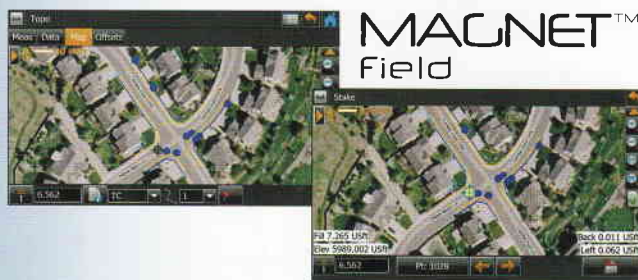 MAGNET™
Field
Topo
Meas Data Map Offsets
6.562 TC 1
Stake
Fill 7.265 USft
Elev 5989.002 USft
Back 0.011 USft
Left 0.062 USft
6.562 Pt: 1029